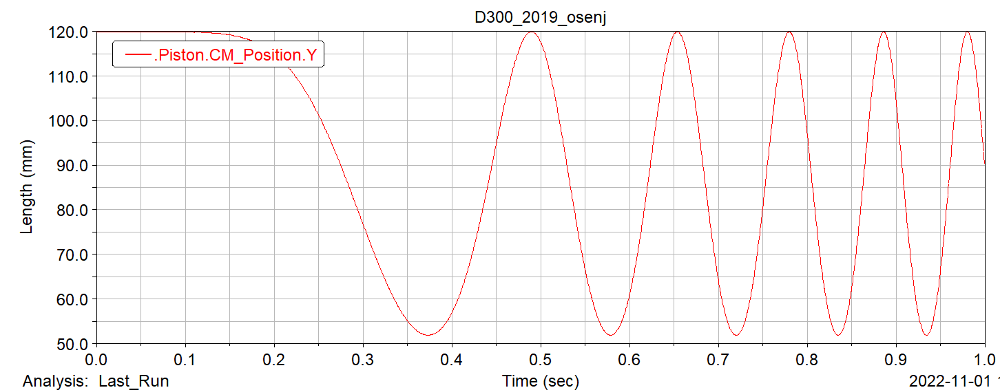 D300_2019_osenj
120.0
.Piston.CM_Position.Y
110.0
100.0
90.0
80.0
70.0
60.0
50.0
Length (mm)
0.0 0.1 0.2 0.3 0.4 0.5 0.6 0.7 0.8 0.9 1.0
Analysis: Last_Run Time (sec) 2022-11-01